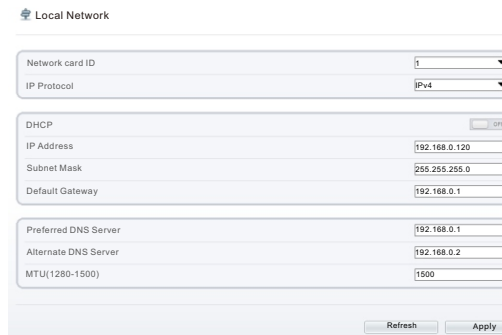 Local Network
Network card ID 1
IP Protocol IPv4
DHCP
IP Address 192.168.0.120
Subnet Mask 255.255.255.0
Default Gateway 192.168.0.1
Preferred DNS Server 192.168.0.1
Alternate DNS Server 192.168.0.2
MTU(1280-1500) 1500
Refresh Apply